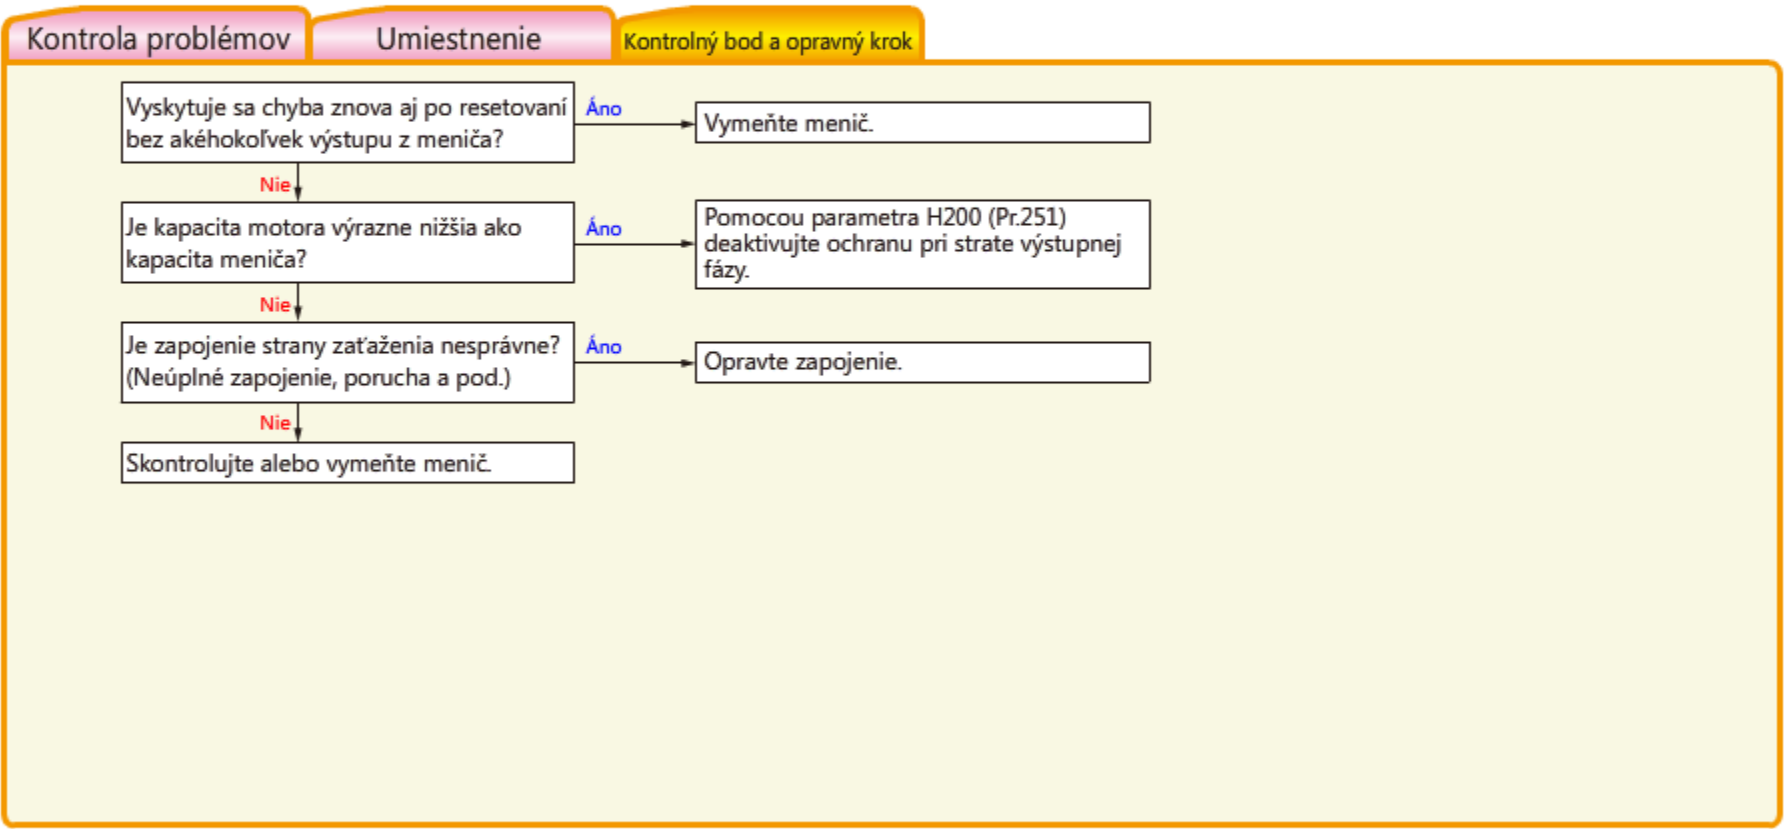 Kontrola problémov
Umiestnenie
Kontrolný bod a opravný krok
Vyskytuje sa chyba znova aj po resetovaní
bez akéhokoľvek výstupu z meniča?
Áno
Vymeňte menič.
Nie
Je kapacita motora výrazne nižšia ako
kapacita meniča?
Áno
Pomocou parametra H200 (Pr.251)
deaktivujte ochranu pri strate výstupnej
fázy.
Nie
Je zapojenie strany zaťaženia nesprávne?
(Neúplné zapojenie, porucha a pod.)
Áno
Opravte zapojenie.
Nie
Skontrolujte alebo vymeňte menič.